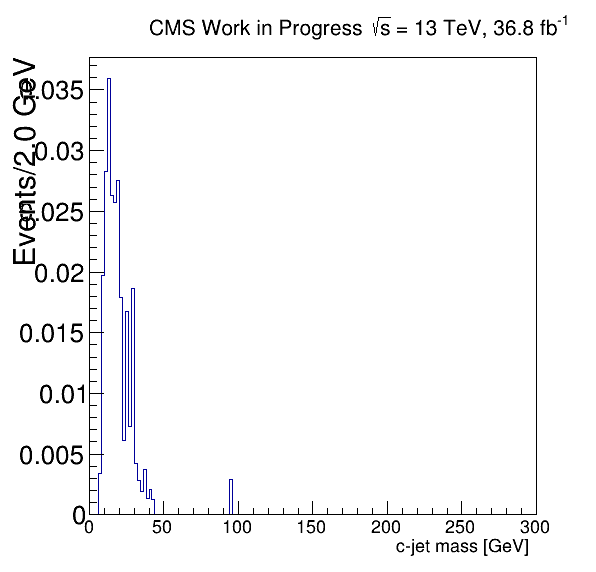 CMS Work in Progress √s = 13 TeV, 36.8 fb⁻¹
Events/2.0 GeV
0.035
0.03
0.025
0.02
0.015
0.01
0.005
0
0 50 100 150 200 250 300
c-jet mass [GeV]